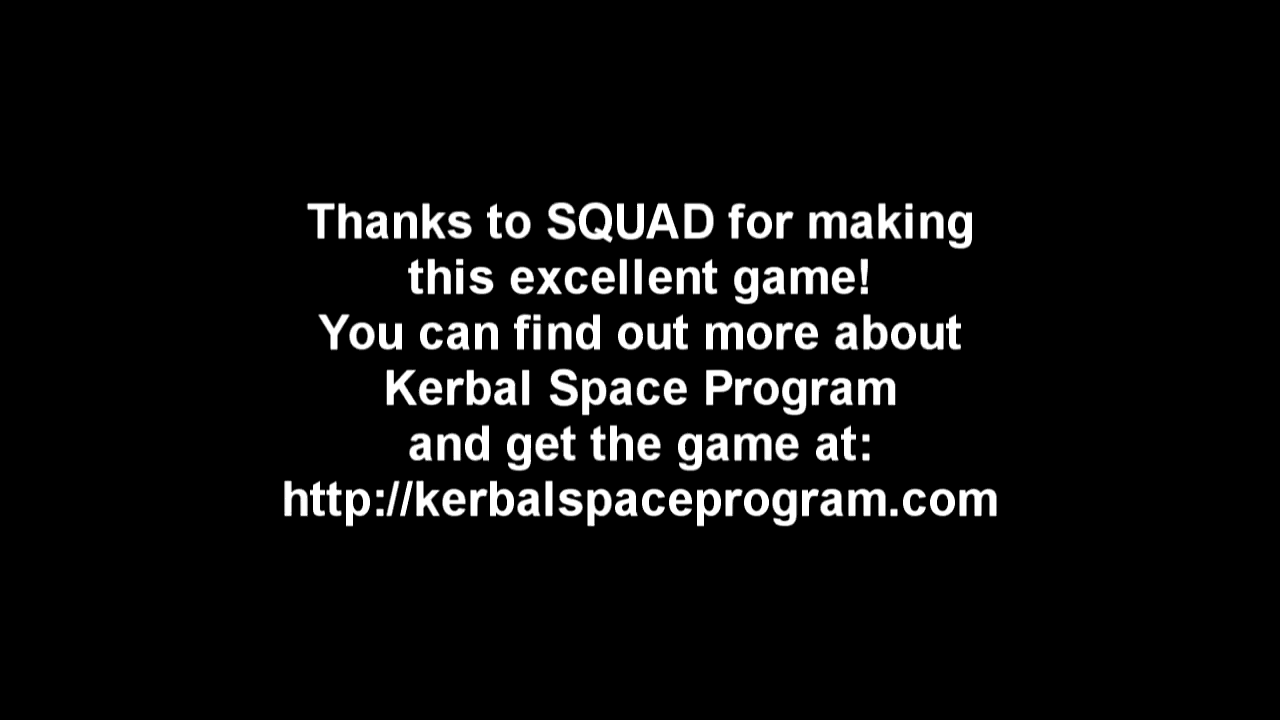 Thanks to SQUAD for making
this excellent game!
You can find out more about
Kerbal Space Program
and get the game at:
http://kerbalspaceprogram.com